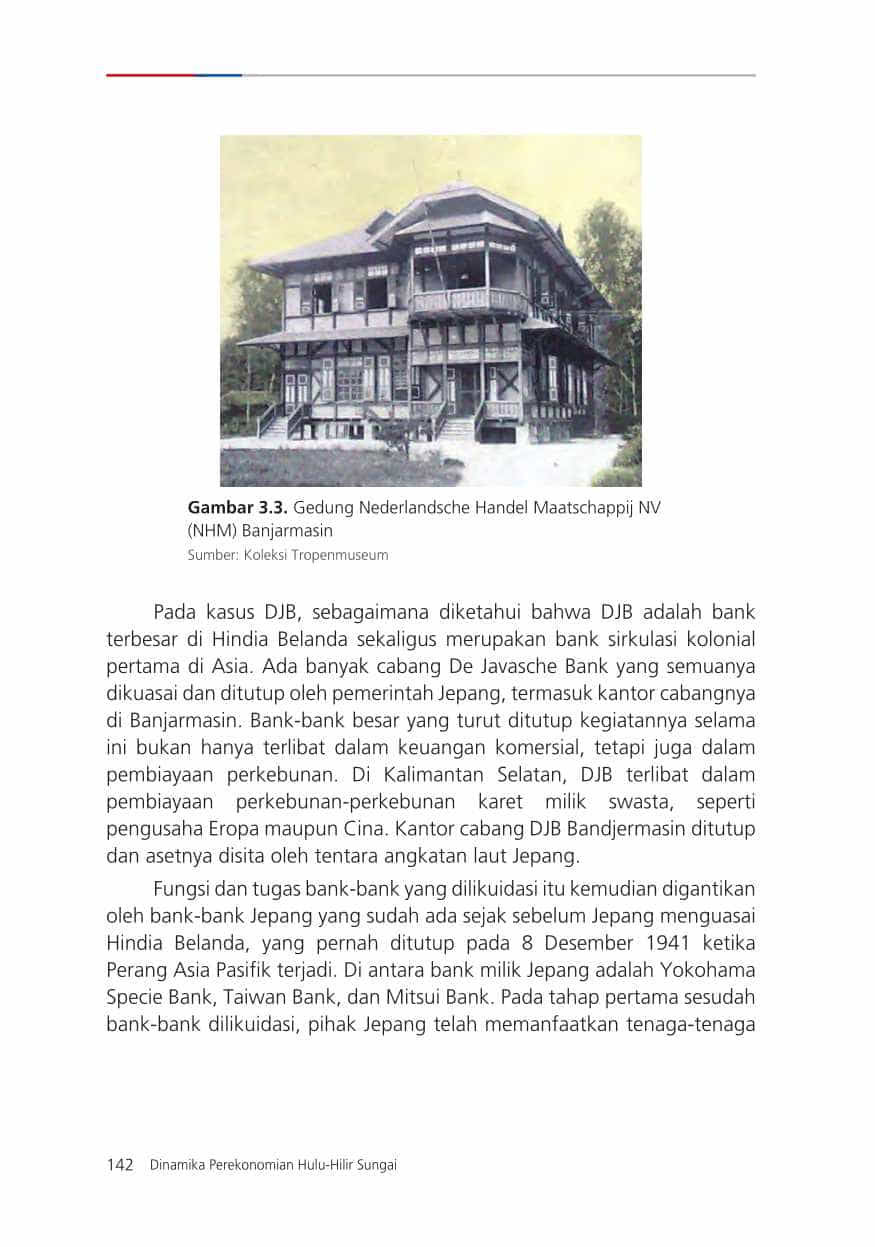 Gambar 3.3. Gedung Nederlandsche Handel Maatschappij NV
(NHM) Banjarmasin
Sumber: Koleksi Tropenmuseum
Pada kasus DJB, sebagaimana diketahui bahwa DJB adalah bank
terbesar di Hindia Belanda sekaligus merupakan bank sirkulasi kolonial
pertama di Asia. Ada banyak cabang De Javasche Bank yang semuanya
dikuasai dan ditutup oleh pemerintah Jepang, termasuk kantor cabangnya
di Banjarmasin. Bank-bank besar yang turut ditutup kegiatannya selama
ini bukan hanya terlibat dalam keuangan komersial, tetapi juga dalam
pembiayaan perkebunan. Di Kalimantan Selatan, DJB terlibat dalam
pembiayaan perkebunan-perkebunan karet milik swasta, seperti
pengusaha Eropa maupun Cina. Kantor cabang DJB Bandjermasin ditutup
dan asetnya disita oleh tentara angkatan laut Jepang.
Fungsi dan tugas bank-bank yang dilikuidasi itu kemudian digantikan
oleh bank-bank Jepang yang sudah ada sejak sebelum Jepang menguasai
Hindia Belanda, yang pernah ditutup pada 8 Desember 1941 ketika
Perang Asia Pasifik terjadi. Di antara bank milik Jepang adalah Yokohama
Specie Bank, Taiwan Bank, dan Mitsui Bank. Pada tahap pertama sesudah
bank-bank dilikuidasi, pihak Jepang telah memanfaatkan tenaga-tenaga
142 Dinamika Perekonomian Hulu-Hilir Sungai